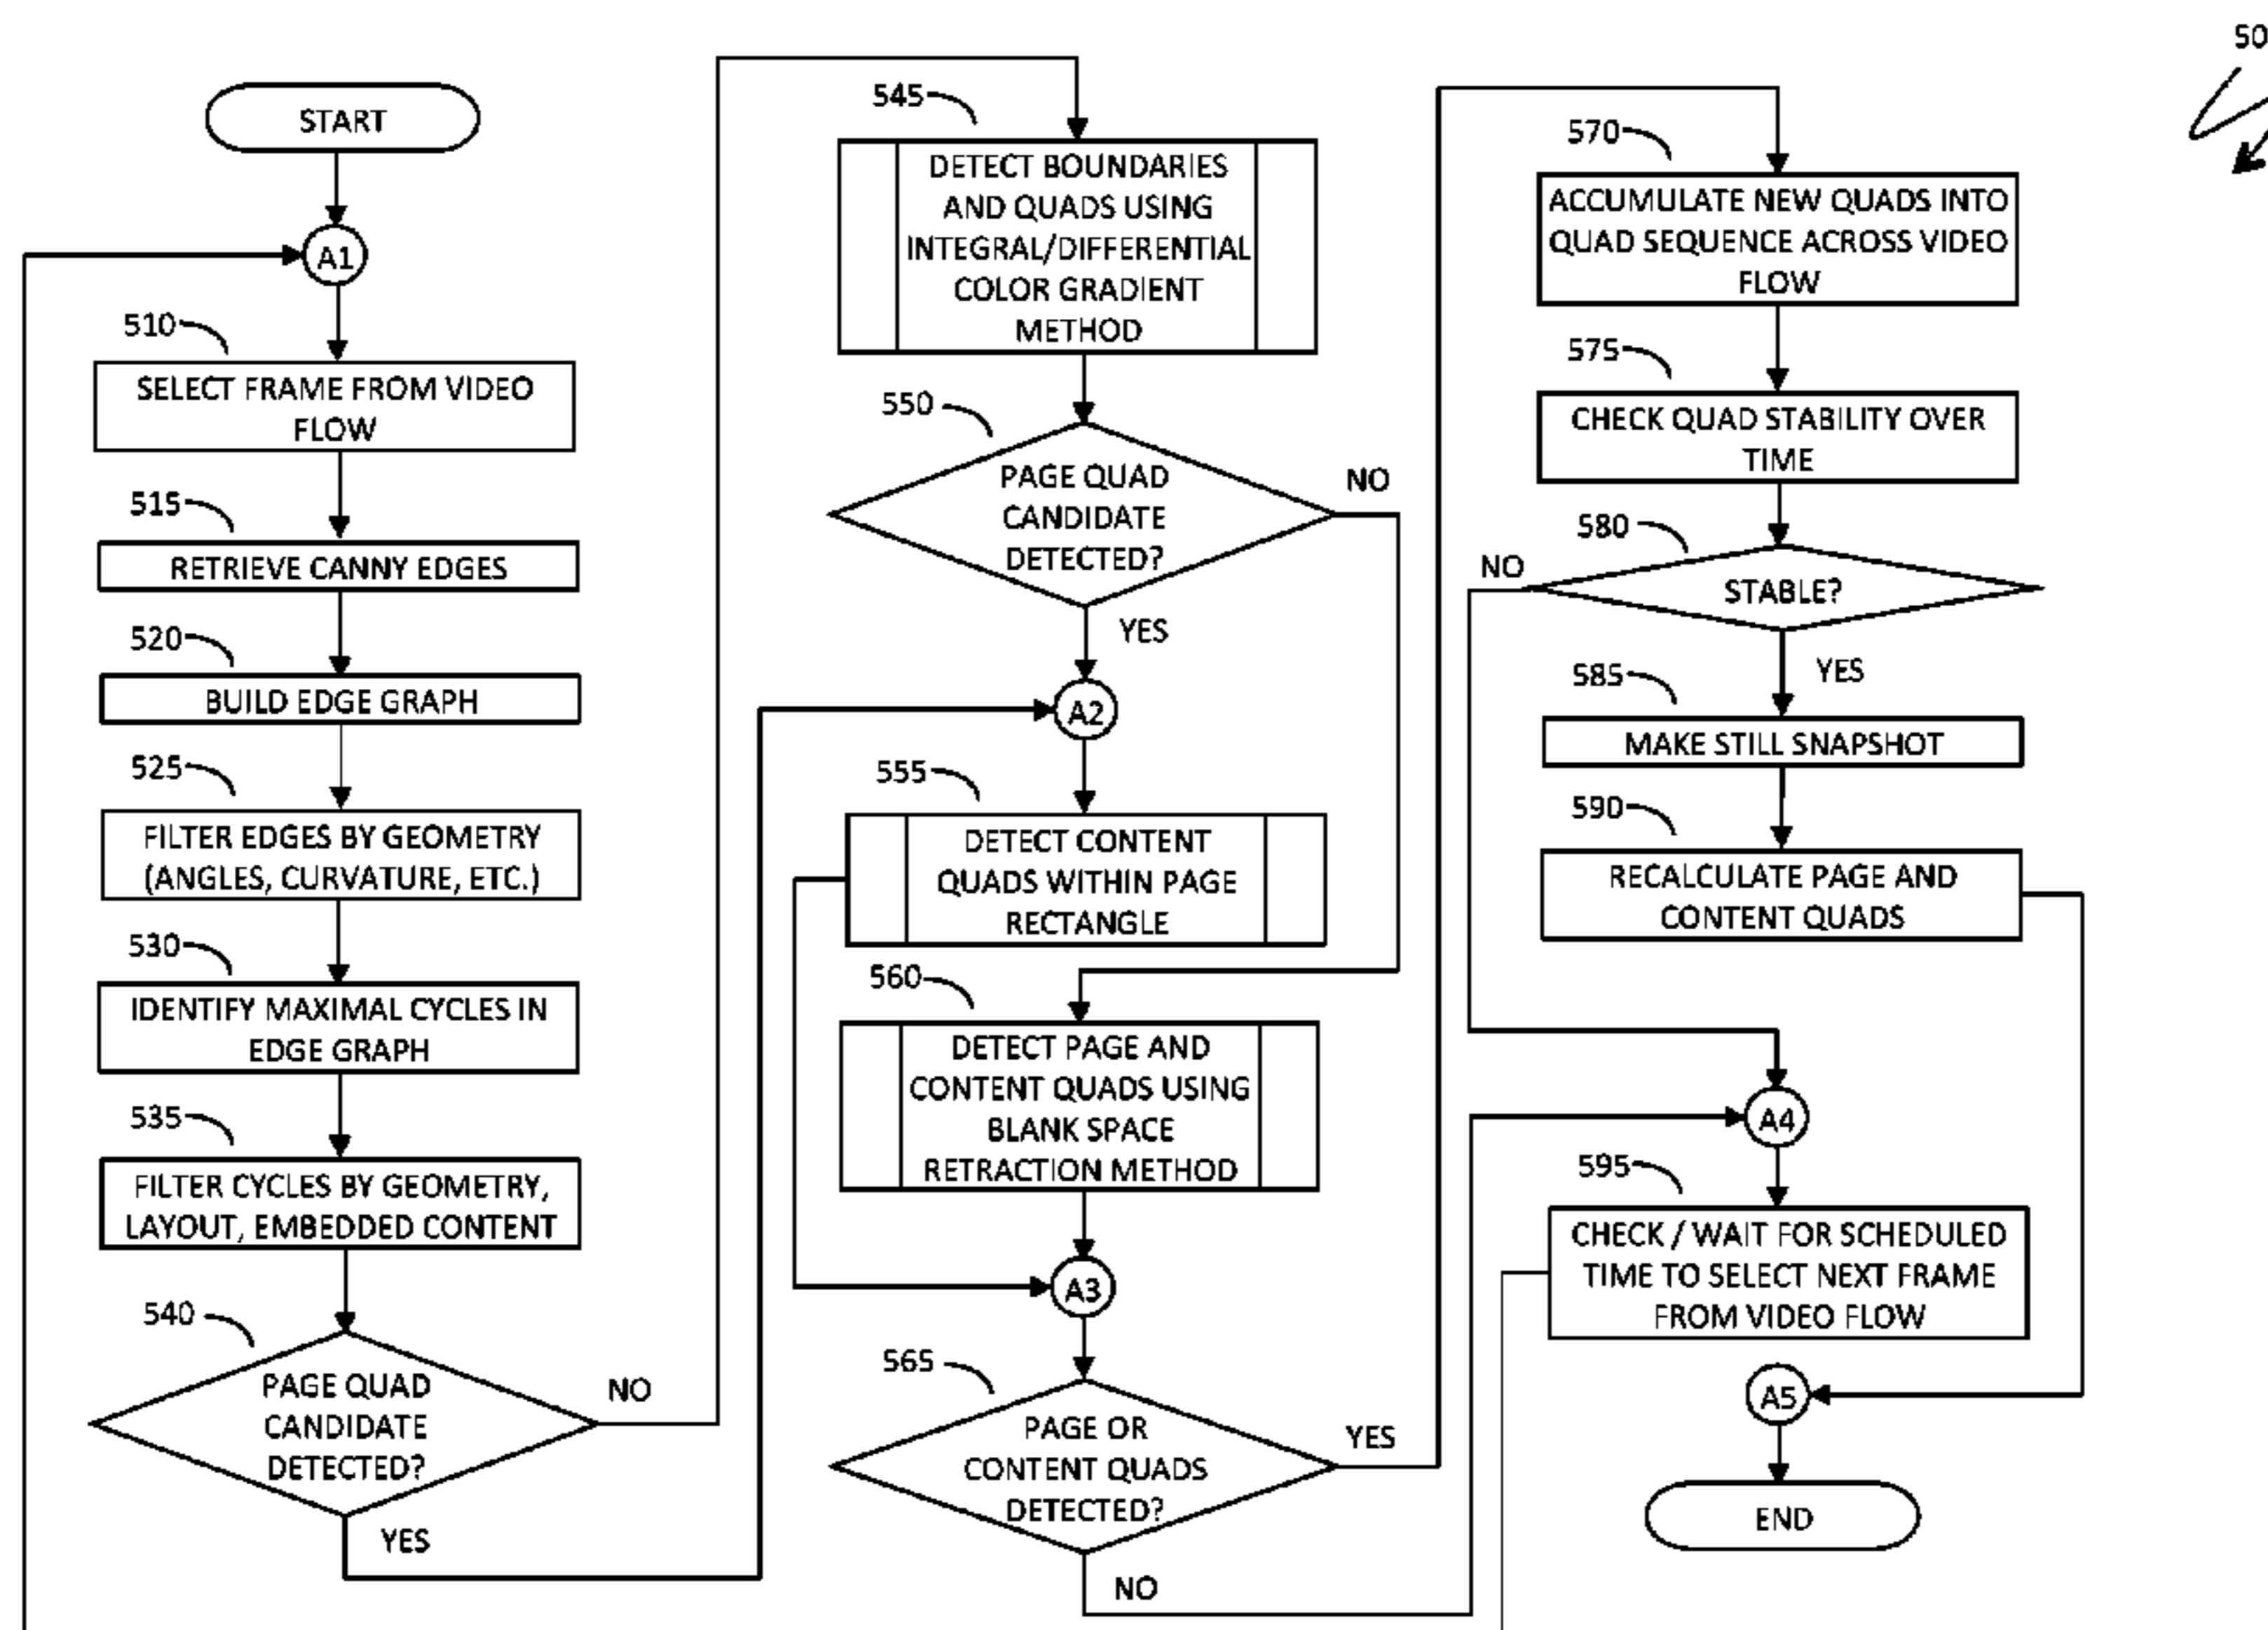 START
A1
510
SELECT FRAME FROM VIDEO
FLOW
515
RETRIEVE CANNY EDGES
520
BUILD EDGE GRAPH
525
FILTER EDGES BY GEOMETRY
(ANGLES, CURVATURE, ETC.)
530
IDENTIFY MAXIMAL CYCLES IN
EDGE GRAPH
535
FILTER CYCLES BY GEOMETRY,
LAYOUT, EMBEDDED CONTENT
540
PAGE QUAD
CANDIDATE
DETECTED?
NO
YES
545
DETECT BOUNDARIES
AND QUADS USING
INTEGRAL/DIFFERENTIAL
COLOR GRADIENT
METHOD
550
PAGE QUAD
CANDIDATE
DETECTED?
NO
YES
A2
555
DETECT CONTENT
QUADS WITHIN PAGE
RECTANGLE
560
DETECT PAGE AND
CONTENT QUADS USING
BLANK SPACE
RETRACTION METHOD
A3
565
PAGE OR
CONTENT QUADS
DETECTED?
YES
NO
570
ACCUMULATE NEW QUADS INTO
QUAD SEQUENCE ACROSS VIDEO
FLOW
575
CHECK QUAD STABILITY OVER
TIME
580
STABLE?
NO
YES
585
MAKE STILL SNAPSHOT
590
RECALCULATE PAGE AND
CONTENT QUADS
A4
595
CHECK / WAIT FOR SCHEDULED
TIME TO SELECT NEXT FRAME
FROM VIDEO FLOW
A5
END